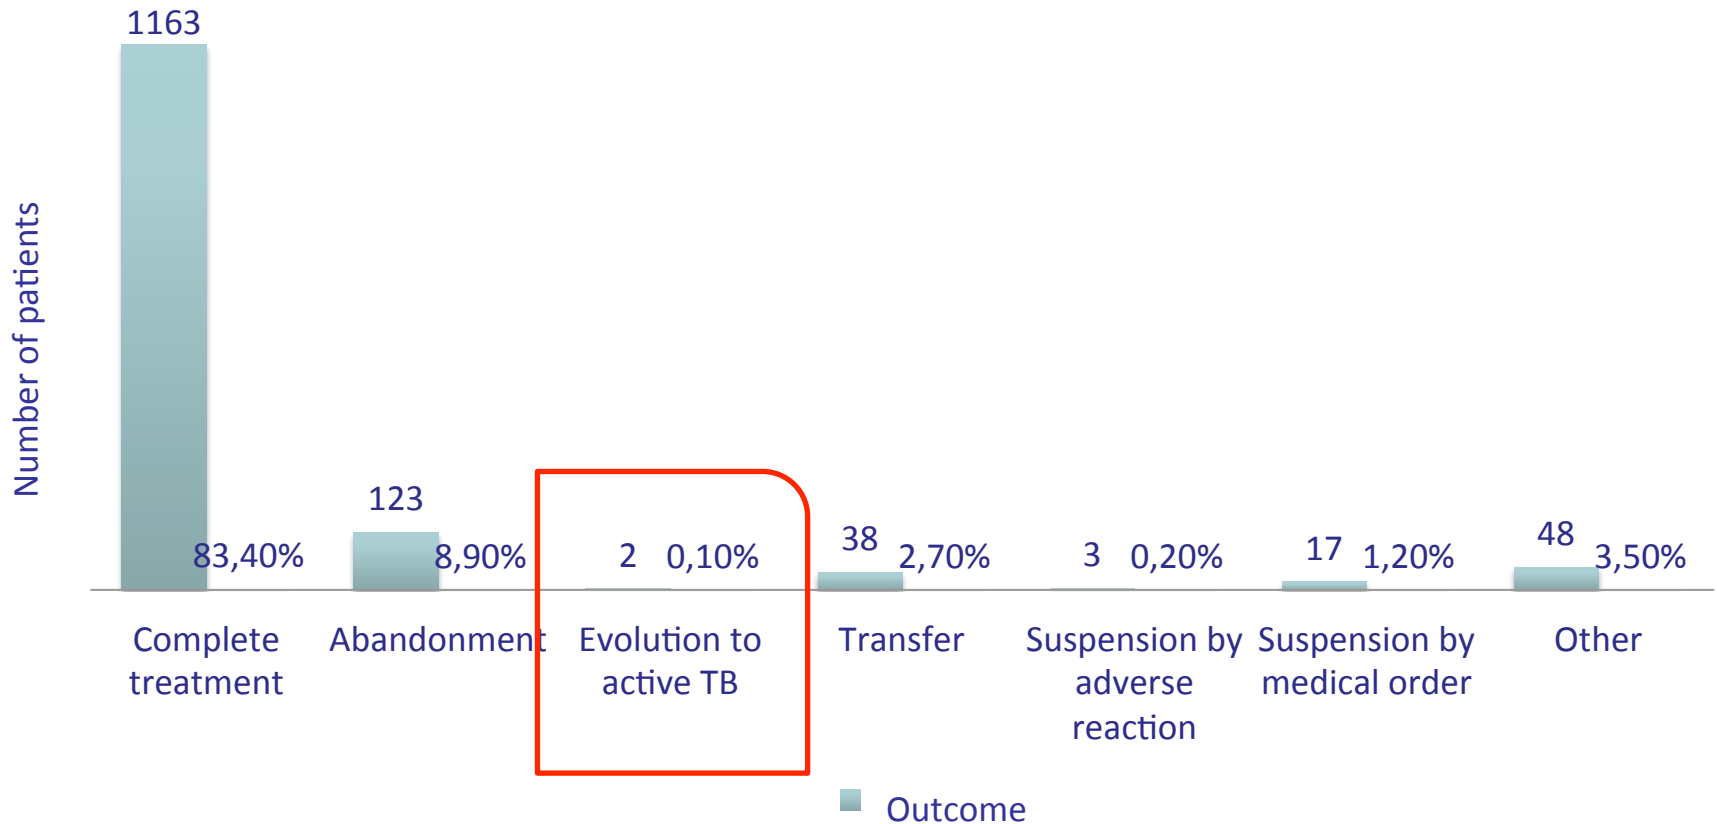 1163
Number of patients
83,40%
123
8,90%
2 0,10%
38
2,70%
3 0,20%
17 1,20%
48
3,50%
Complete
treatment
Abandonment
Evolution to
active TB
Transfer
Suspension by
adverse
reaction
Suspension by
medical order
Other
Outcome